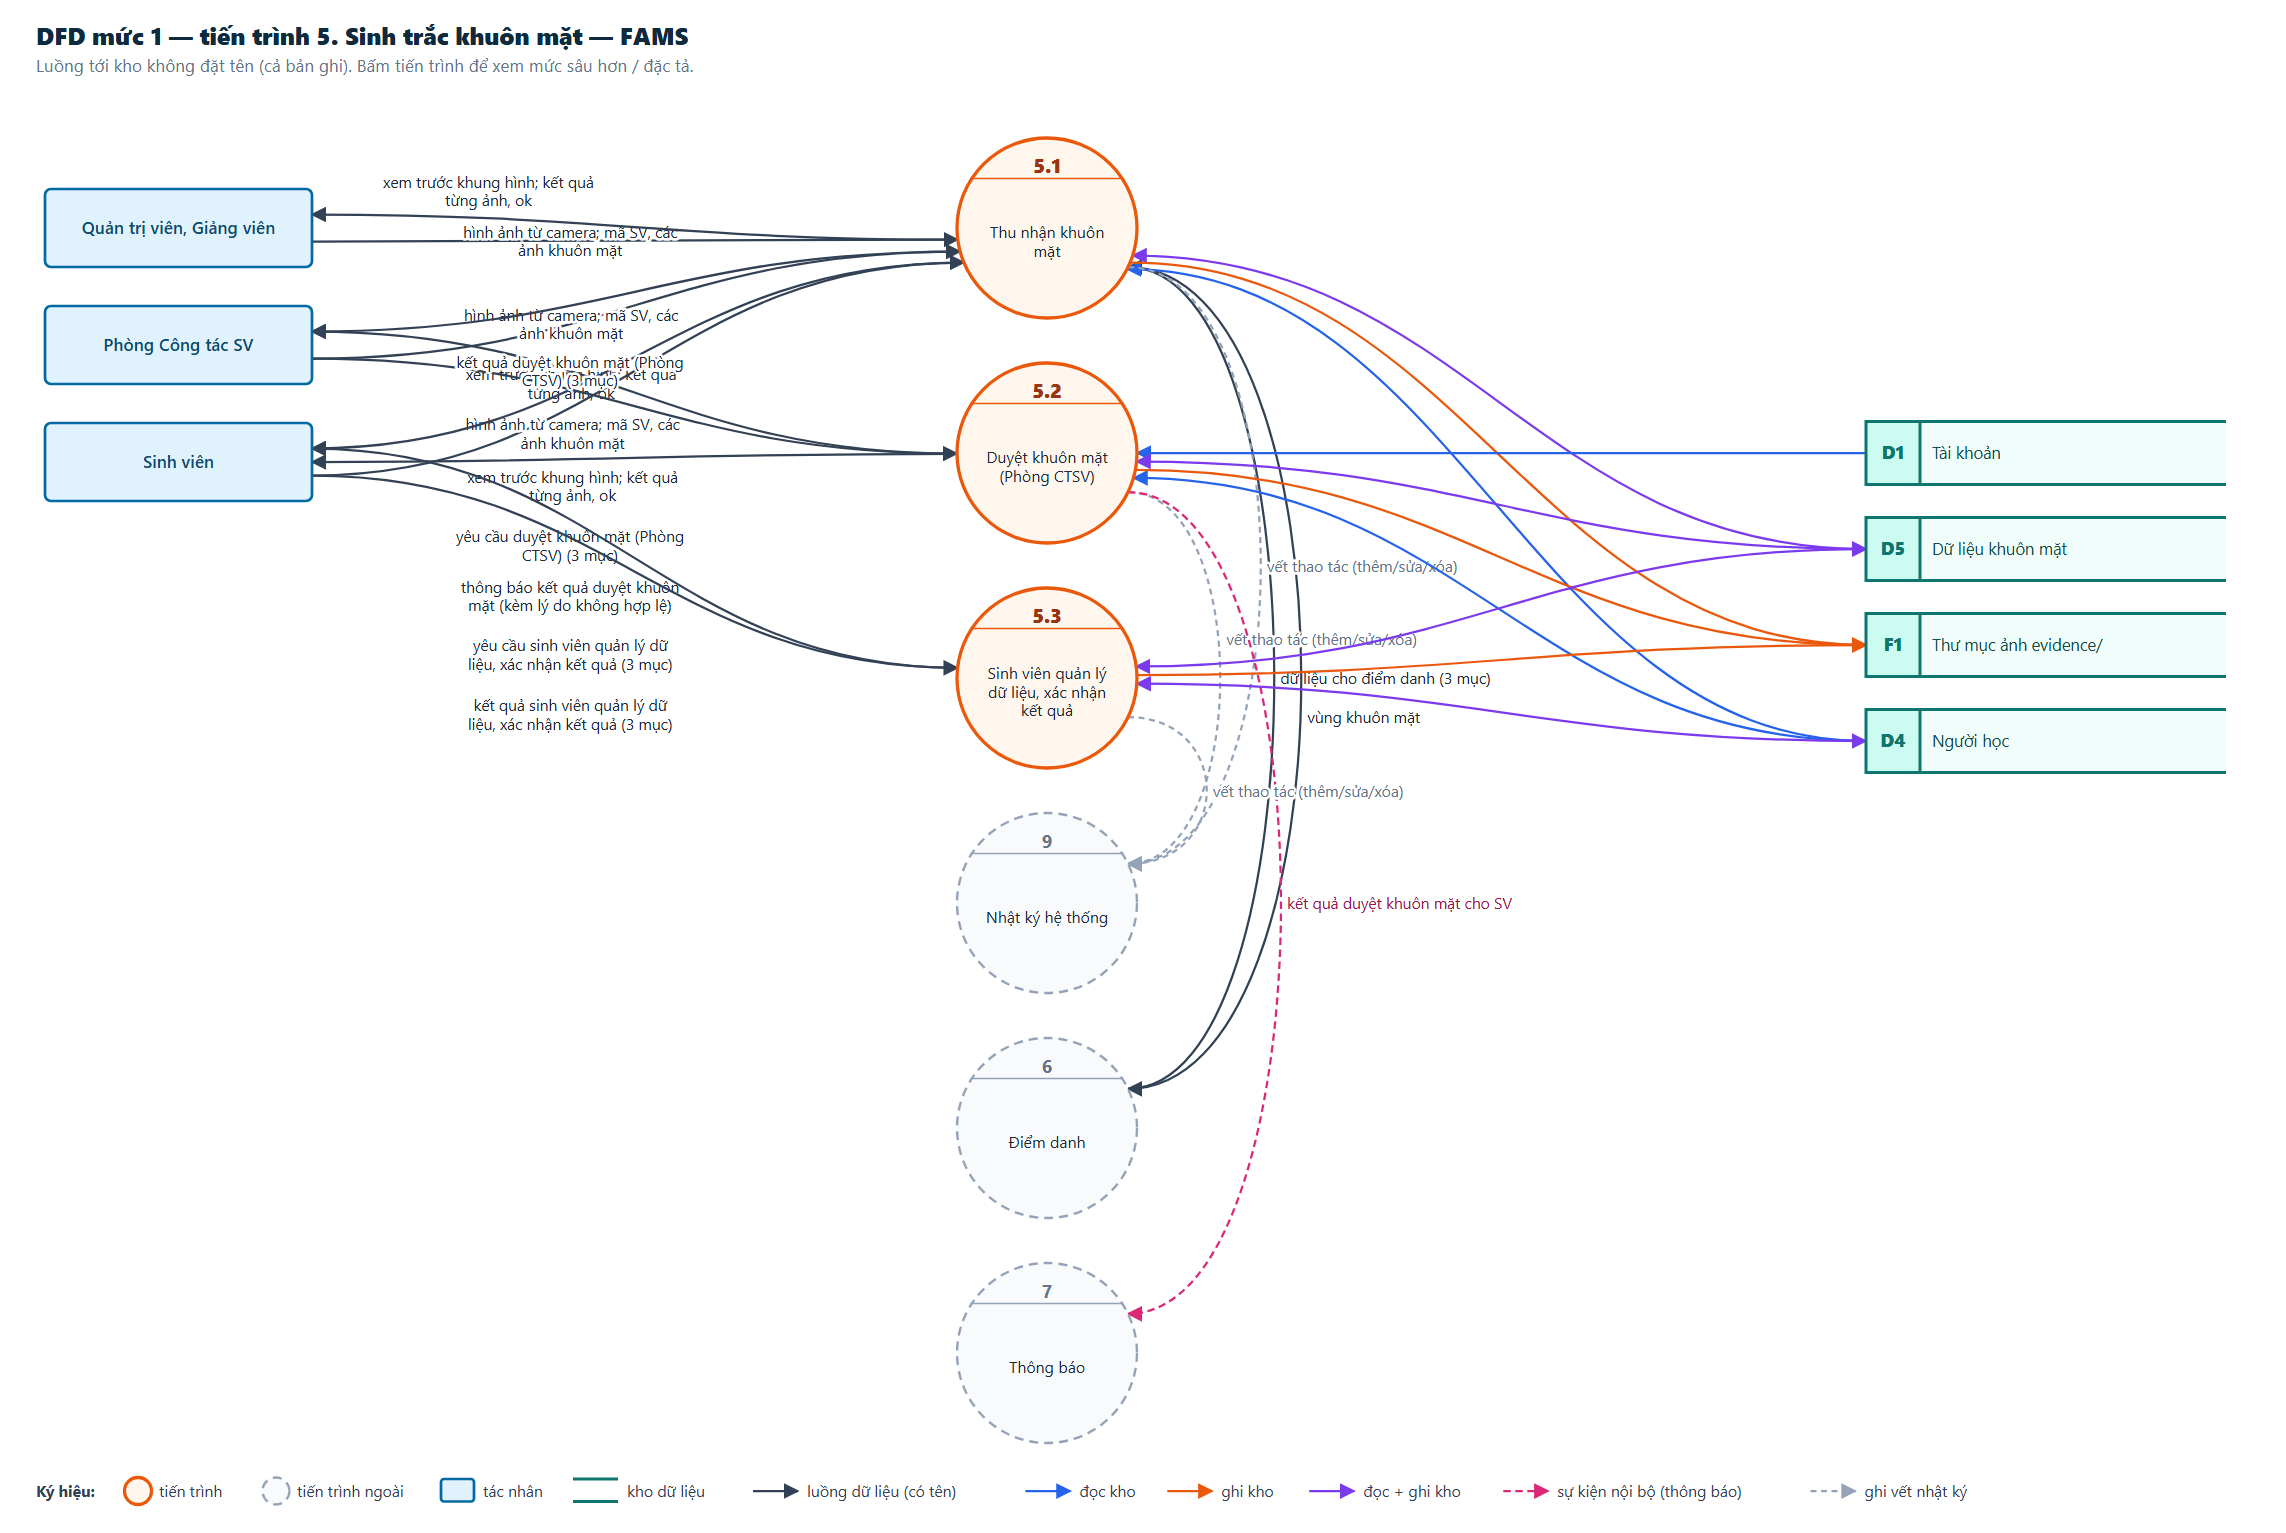 DFD mức 1 — tiến trình 5. Sinh trắc khuôn mặt — FAMS
Luồng tới kho không đặt tên (cả bản ghi). Bấm tiến trình để xem mức sâu hơn / đặc tả.
Quản trị viên, Giảng viên
Phòng Công tác SV
Sinh viên
xem trước khung hình; kết quả
từng ảnh, ok
hình ảnh từ camera; mã SV, các
ảnh khuôn mặt
hình ảnh từ camera; mã SV, các
ảnh khuôn mặt
kết quả duyệt khuôn mặt (Phòng
CTSV) (3 mục)
xem trước khung hình; kết quả
từng ảnh, ok
hình ảnh từ camera; mã SV, các
ảnh khuôn mặt
xem trước khung hình; kết quả
từng ảnh, ok
yêu cầu duyệt khuôn mặt (Phòng
CTSV) (3 mục)
thông báo kết quả duyệt khuôn
mặt (kèm lý do không hợp lệ)
yêu cầu sinh viên quản lý dữ
liệu, xác nhận kết quả (3 mục)
kết quả sinh viên quản lý dữ
liệu, xác nhận kết quả (3 mục)
5.1
Thu nhận khuôn
mặt
5.2
Duyệt khuôn mặt
(Phòng CTSV)
5.3
Sinh viên quản lý
dữ liệu, xác nhận
kết quả
9
Nhật ký hệ thống
6
Điểm danh
7
Thông báo
vết thao tác (thêm/sửa/xóa)
vết thao tác (thêm/sửa/xóa)
dữ liệu cho điểm danh (3 mục)
vùng khuôn mặt
vết thao tác (thêm/sửa/xóa)
kết quả duyệt khuôn mặt cho SV
D1
Tài khoản
D5
Dữ liệu khuôn mặt
F1
Thư mục ảnh evidence/
D4
Người học
Ký hiệu:
tiến trình
tiến trình ngoài
tác nhân
kho dữ liệu
luồng dữ liệu (có tên)
đọc kho
ghi kho
đọc + ghi kho
sự kiện nội bộ (thông báo)
ghi vết nhật ký